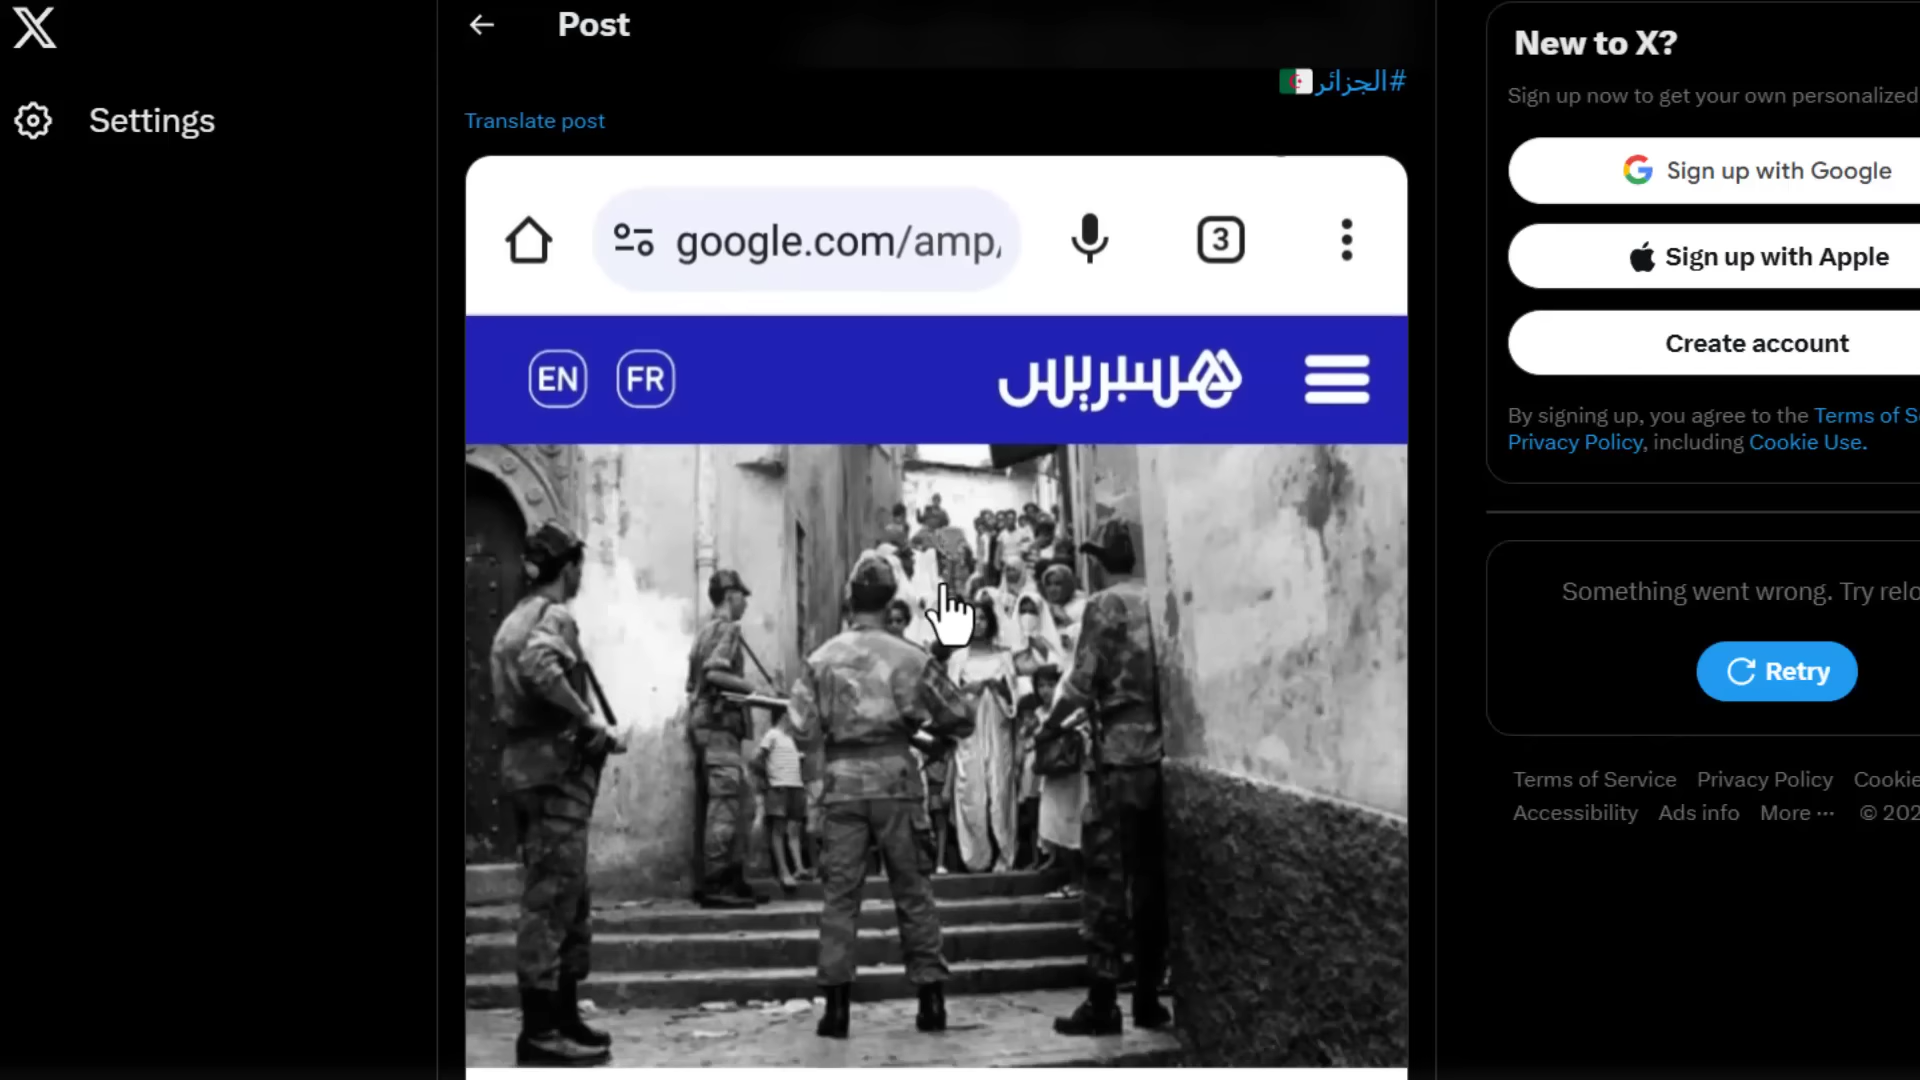 Post
Settings
#الجزائر🇩🇿
Translate post
google.com/amp/
3
EN FR هسبريس
New to X?
Sign up now to get your own personalized
Sign up with Google
Sign up with Apple
Create account
By signing up, you agree to the Terms of S
Privacy Policy, including Cookie Use.
Something went wrong. Try relo
Retry
Terms of Service Privacy Policy Cookie
Accessibility Ads info More ··· © 202